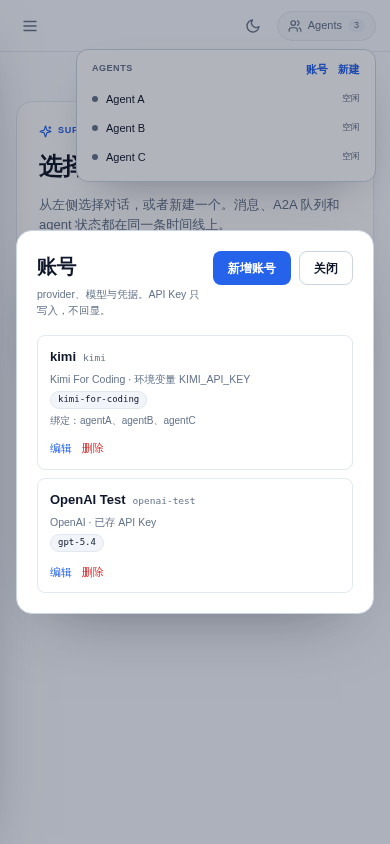 Agents 3
AGENTS 账号 新建
Agent A 空闲
Agent B 空闲
Agent C 空闲
选择
从左侧选择对话，或者新建一个。消息、A2A 队列和
agent 状态都在同一条时间线上。
账号
新增账号 关闭
provider、模型与凭据。API Key 只
写入，不回显。
kimi kimi
Kimi For Coding · 环境变量 KIMI_API_KEY
kimi-for-coding
绑定：agentA、agentB、agentC
编辑 删除
OpenAI Test openai-test
OpenAI · 已存 API Key
gpt-5.4
编辑 删除